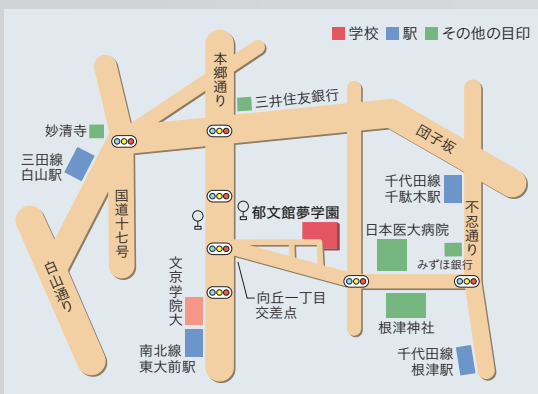 学校
駅
その他の目印
本郷通り
三井住友銀行
妙清寺
三田線
白山駅
団子坂
千代田線
千駄木駅
国道十七号
郁文館夢学園
不忍通り
日本医大病院
みずほ銀行
白山通り
文京学院大
向丘一丁目
交差点
根津神社
南北線
東大前駅
千代田線
根津駅